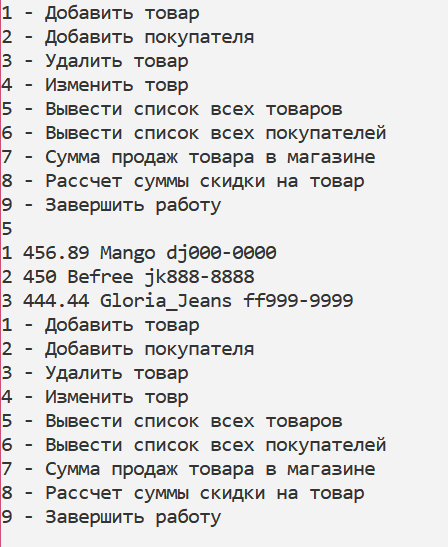 1 - Добавить товар
2 - Добавить покупателя
3 - Удалить товар
4 - Изменить товр
5 - Вывести список всех товаров
6 - Вывести список всех покупателей
7 - Сумма продаж товара в магазине
8 - Рассчет суммы скидки на товар
9 - Завершить работу
5
1 456.89 Mango dj000-0000
2 450 Befree jk888-8888
3 444.44 Gloria_Jeans ff999-9999
1 - Добавить товар
2 - Добавить покупателя
3 - Удалить товар
4 - Изменить товр
5 - Вывести список всех товаров
6 - Вывести список всех покупателей
7 - Сумма продаж товара в магазине
8 - Рассчет суммы скидки на товар
9 - Завершить работу